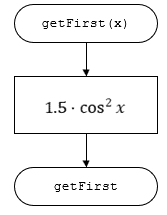 getFirst(x)
1.5 · cos² x
getFirst